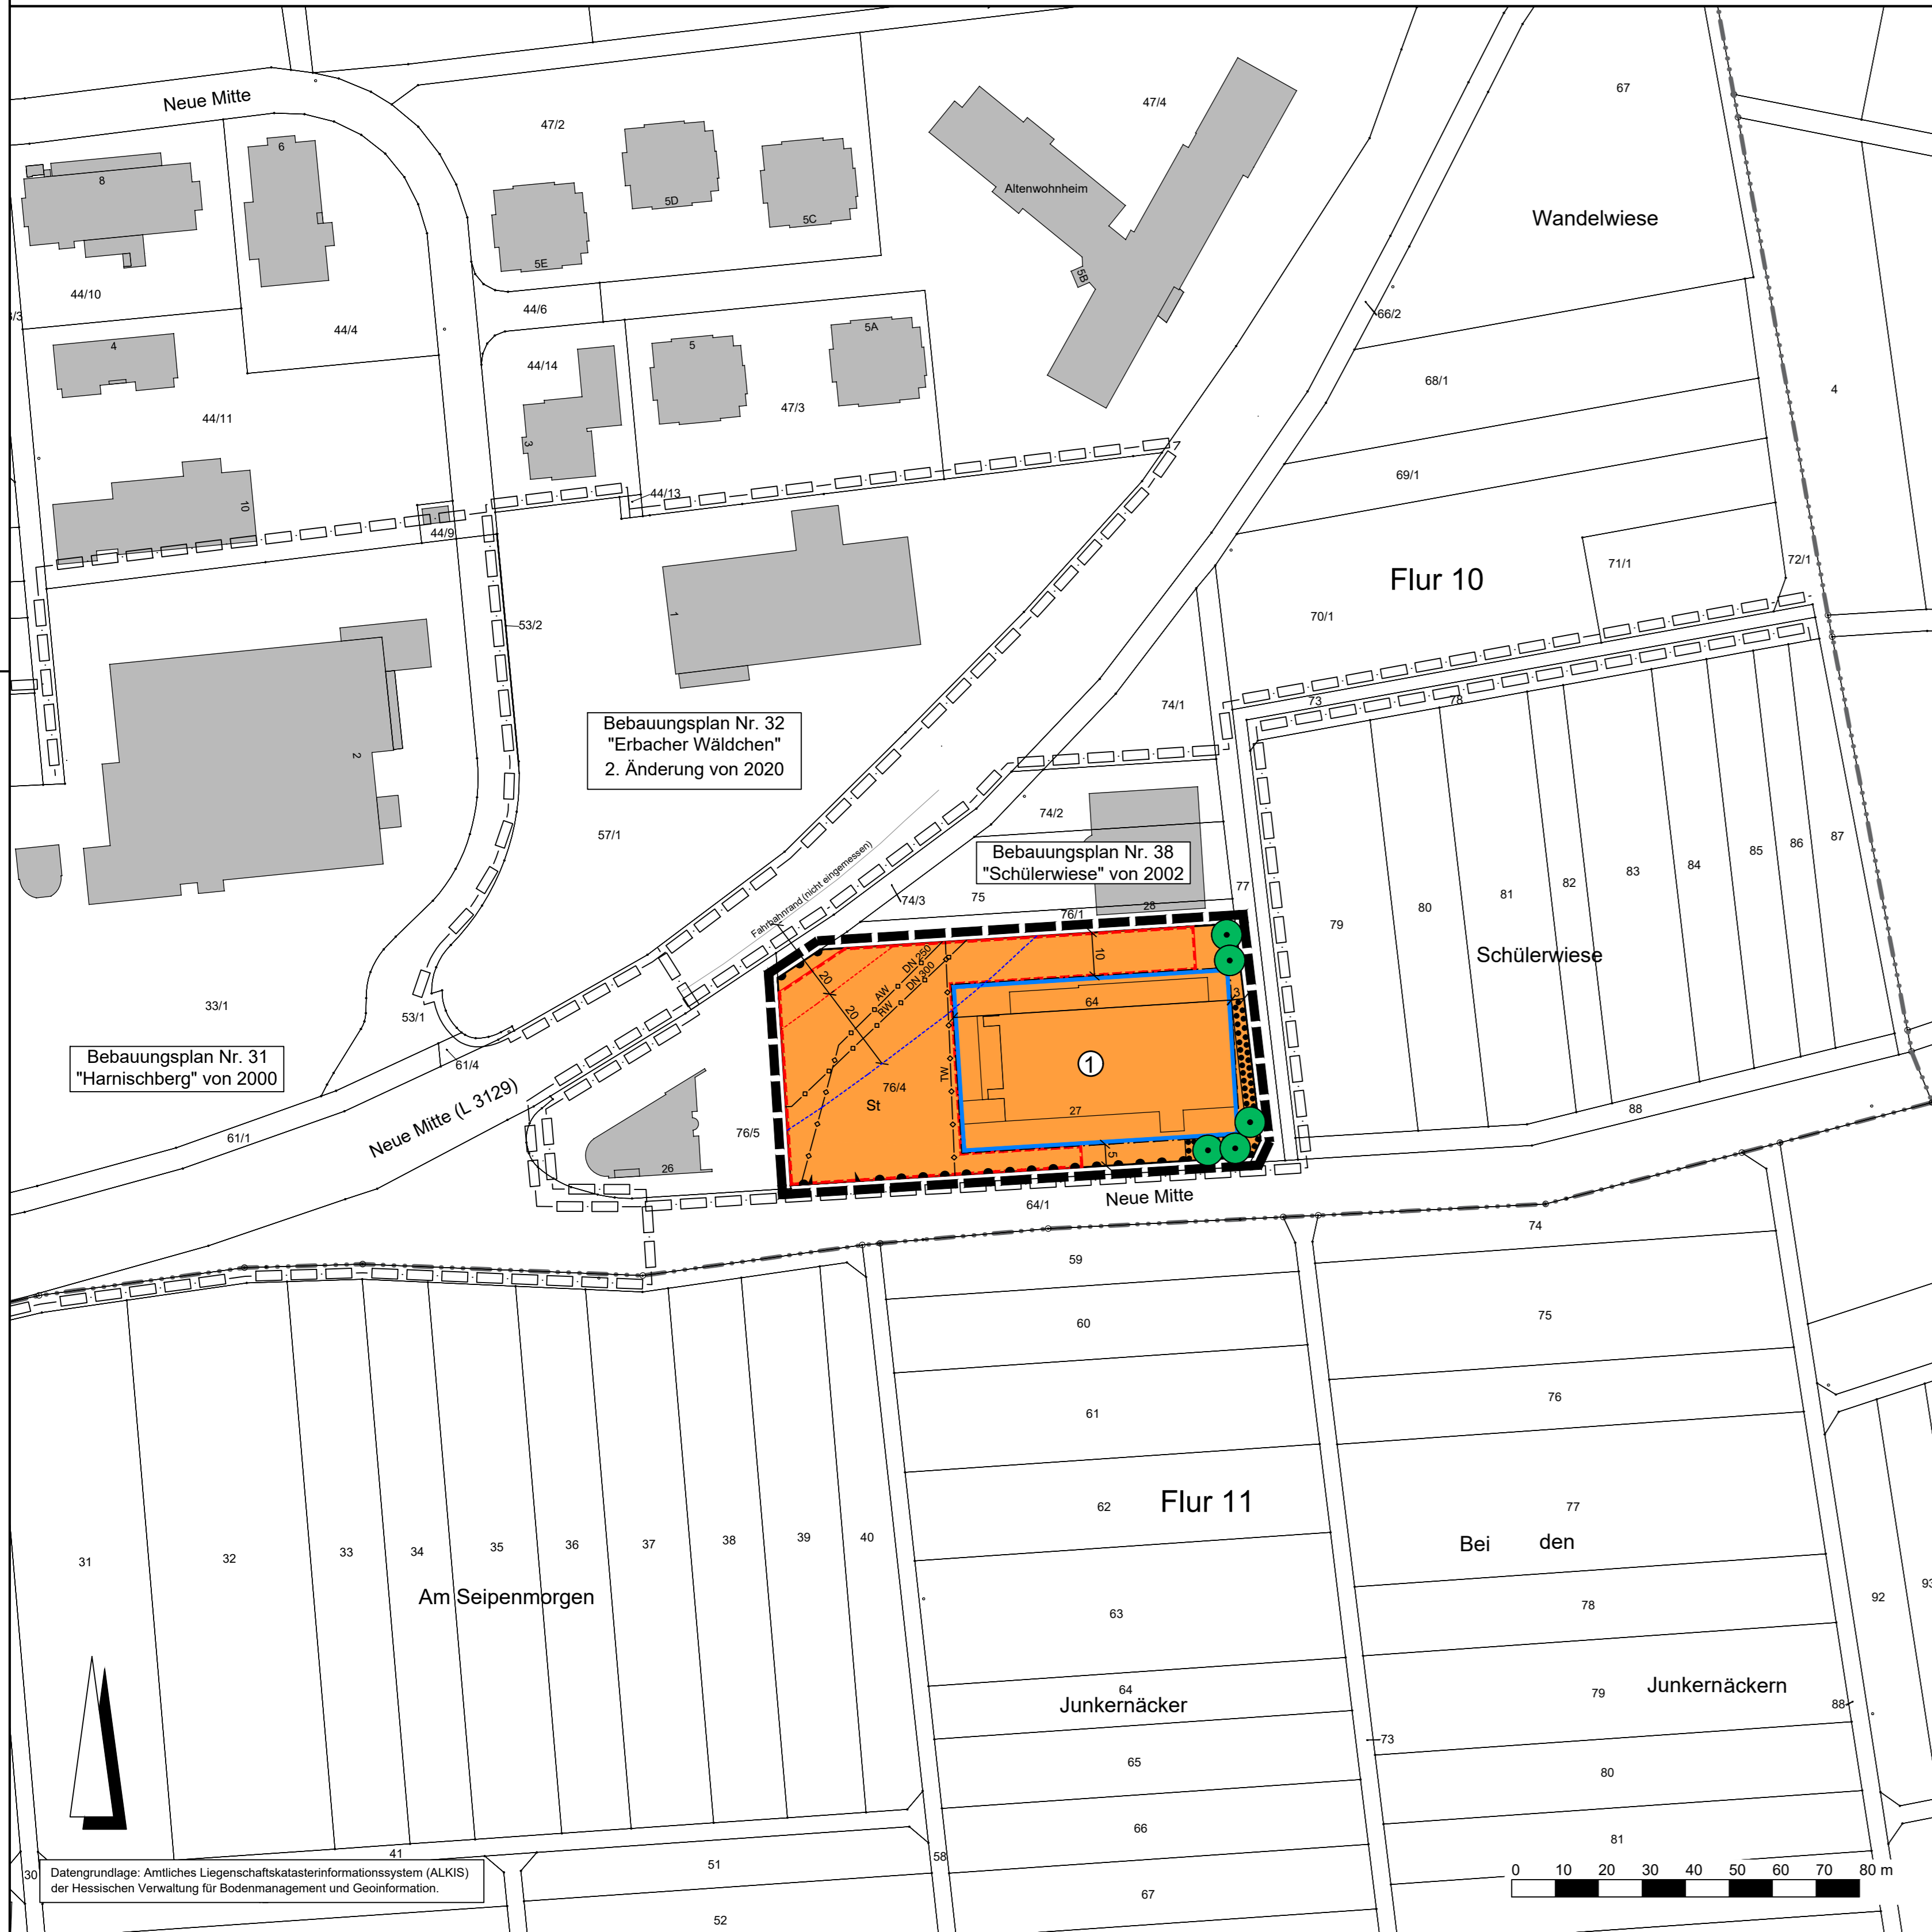 Neue Mitte
47/2
47/4
67
6
8
5D
5C
5E
Altenwohnheim
5B
Wandelwiese
44/10
44/6
44/4
66/2
4
5
5A
44/14
47/3
68/1
4
44/11
3
69/1
10
44/13
44/9
71/1
72/1
Flur 10
1
53/2
70/1
73
78
74/1
2
Bebauungsplan Nr. 32
"Erbacher Wäldchen"
2. Änderung von 2020
57/1
74/2
Bebauungsplan Nr. 38
"Schülerwiese" von 2002
Fahrbahnrand (nicht eingemessen)
74/3
75
76/1
28
77
79
80
81
82
83
84
85
86
87
Schülerwiese
33/1
53/1
Bebauungsplan Nr. 31
"Harnischberg" von 2000
61/4
61/1
Neue Mitte (L 3129)
20
20
AW
DN 250
RW
DN 300
10
3
64
TW
1
76/4
St
27
5
76/5
26
88
64/1
Neue Mitte
59
74
60
75
61
76
62
Flur 11
77
Bei den
31
32
33
34
35
36
37
38
39
40
Am Seipenmorgen
63
78
92
64
Junkernäcker
79
Junkernäckern
88
73
65
80
66
81
41
51
58
30
67
52
Datengrundlage: Amtliches Liegenschaftskatasterinformationssystem (ALKIS)
der Hessischen Verwaltung für Bodenmanagement und Geoinformation.
0 10 20 30 40 50 60 70 80 m